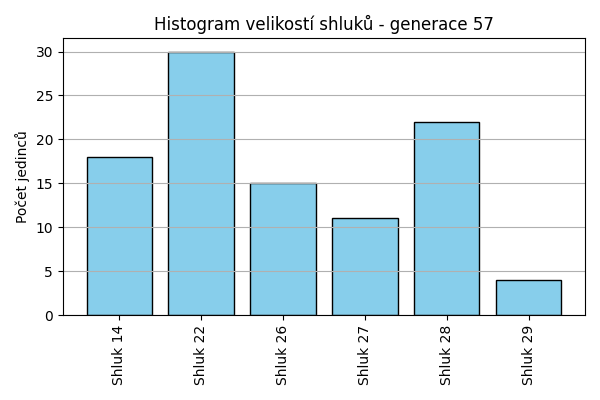 Histogram velikostí shluků - generace 57
Počet jedinců
30
25
20
15
10
5
0
Shluk 14
Shluk 22
Shluk 26
Shluk 27
Shluk 28
Shluk 29